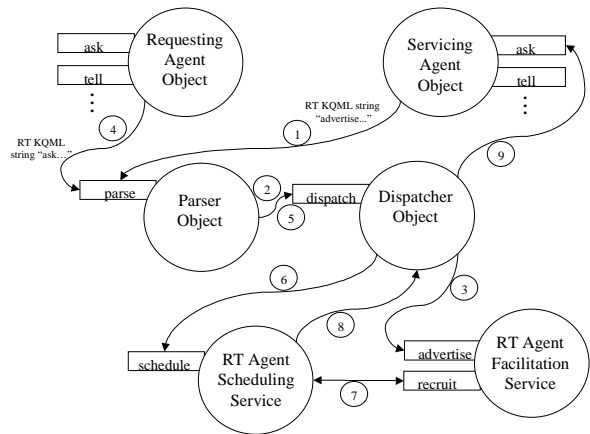 ask
tell
Requesting
Agent
Object
Servicing
Agent
Object
ask
tell
RT KQML string
"advertise..."
4
1
RT KQML
string "ask…"
9
parse
Parser
Object
2
5
dispatch
Dispatcher
Object
6
3
8
schedule
RT Agent
Scheduling
Service
7
advertise
recruit
RT Agent
Facilitation
Service